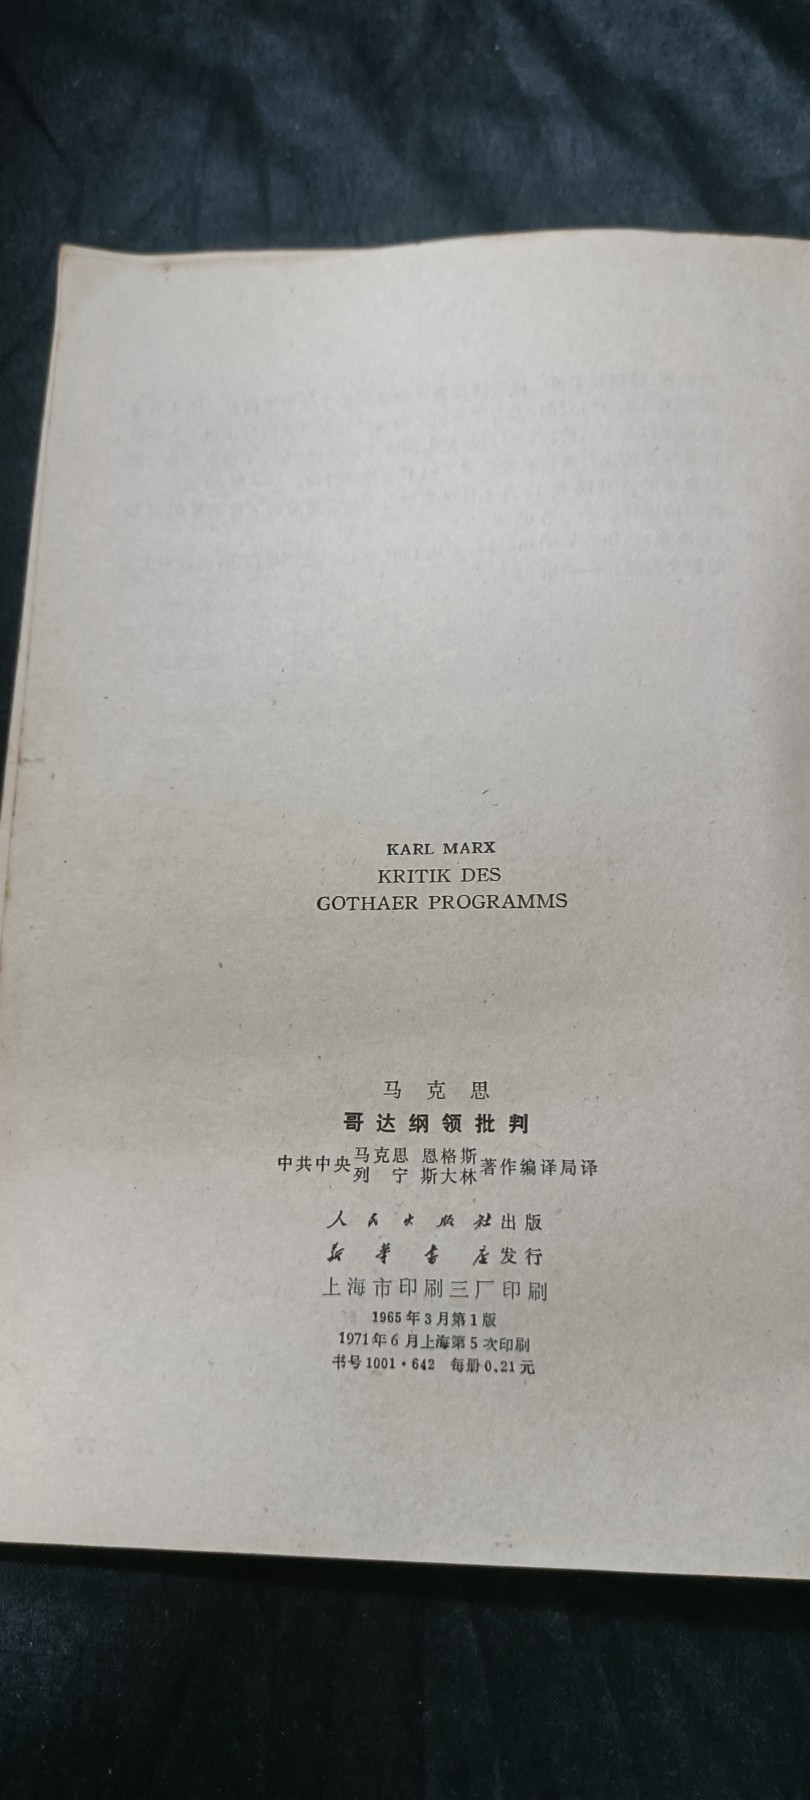 KARL MARX
KRITIK DES
GOTHAER PROGRAMMS
马克思
哥达纲领批判
中共中央马克思 恩格斯列宁 斯大林著作编译局译
人民出版社出版
新华书店发行
上海市印刷三厂印刷
1965年3月第1版
1971年6月上海第5次印刷
书号1001·642 每册0.21元